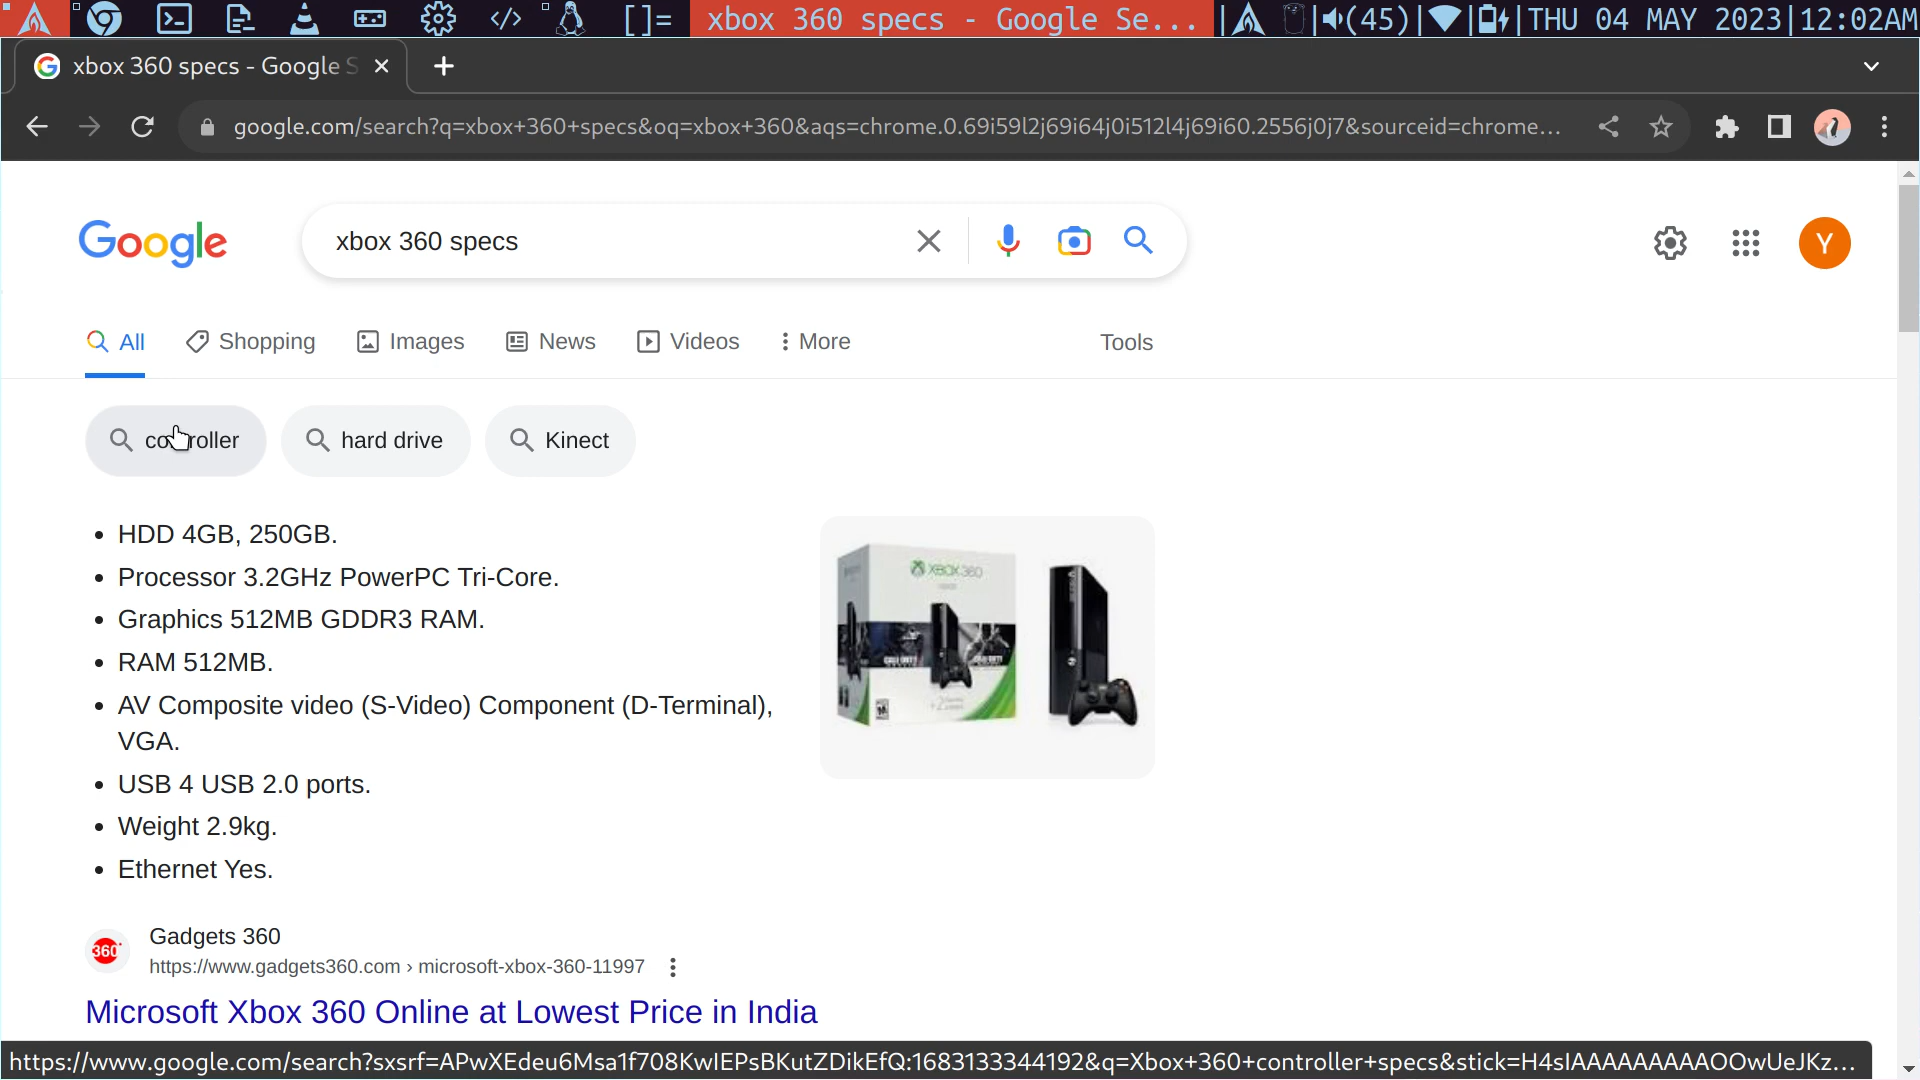 []= xbox 360 specs - Google Se... (45) THU 04 MAY 2023|12:02AM
xbox 360 specs - Google S
google.com/search?q=xbox+360+specs&oq=xbox+360&aqs=chrome.0.69i59l2j69i64j0i512l4j69i60.2556j0j7&sourceid=chrome...
Google xbox 360 specs Y
All Shopping Images News Videos More Tools
controller hard drive Kinect
• HDD 4GB, 250GB.
• Processor 3.2GHz PowerPC Tri-Core.
• Graphics 512MB GDDR3 RAM.
• RAM 512MB.
• AV Composite video (S-Video) Component (D-Terminal),
VGA.
• USB 4 USB 2.0 ports.
• Weight 2.9kg.
• Ethernet Yes.
XBOX 360
360
Gadgets 360
https://www.gadgets360.com › microsoft-xbox-360-11997
Microsoft Xbox 360 Online at Lowest Price in India
https://www.google.com/search?sxsrf=APwXEdeu6Msa1f708KwIEPsBKutZDikEfQ:1683133344192&q=Xbox+360+controller+specs&stick=H4sIAAAAAAAAAOOwUeJKz...